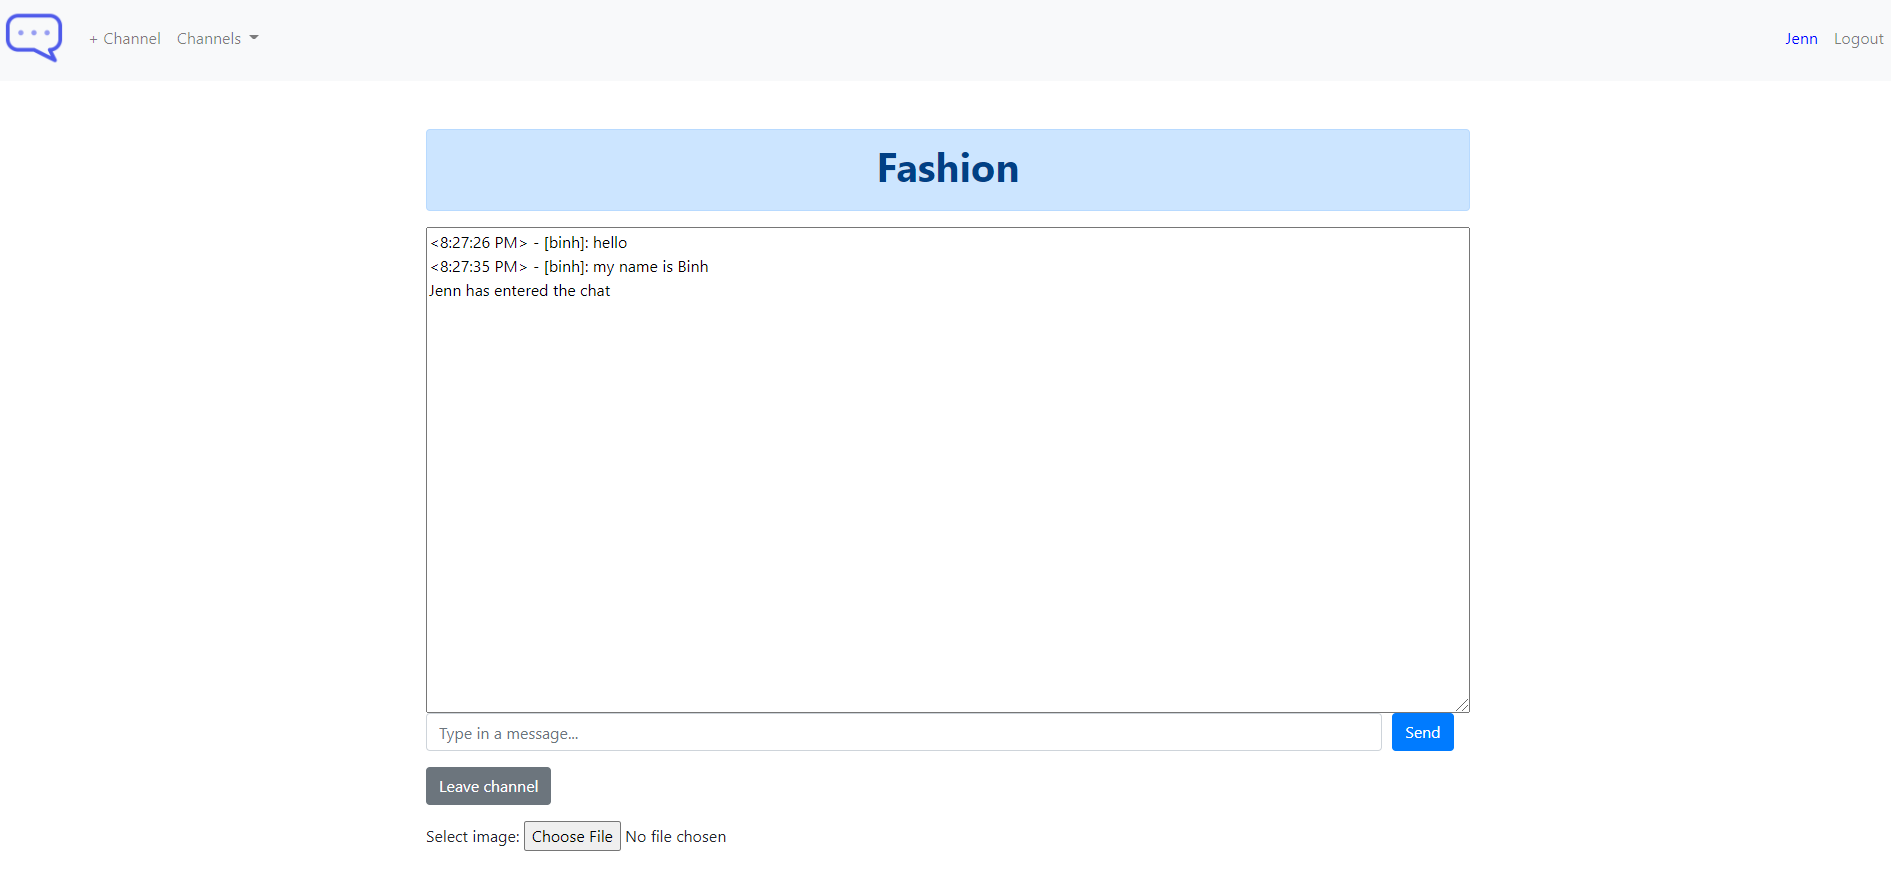 + Channel Channels Jenn Logout
Fashion
<8:27:26 PM> - [binh]: hello
<8:27:35 PM> - [binh]: my name is Binh
Jenn has entered the chat
Type in a message... Send
Leave channel
Select image: Choose File No file chosen